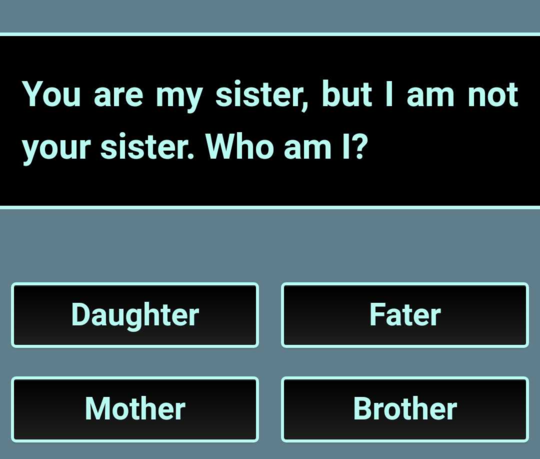 You are my sister, but I am not
your sister. Who am I?
Daughter
Fater
Mother
Brother